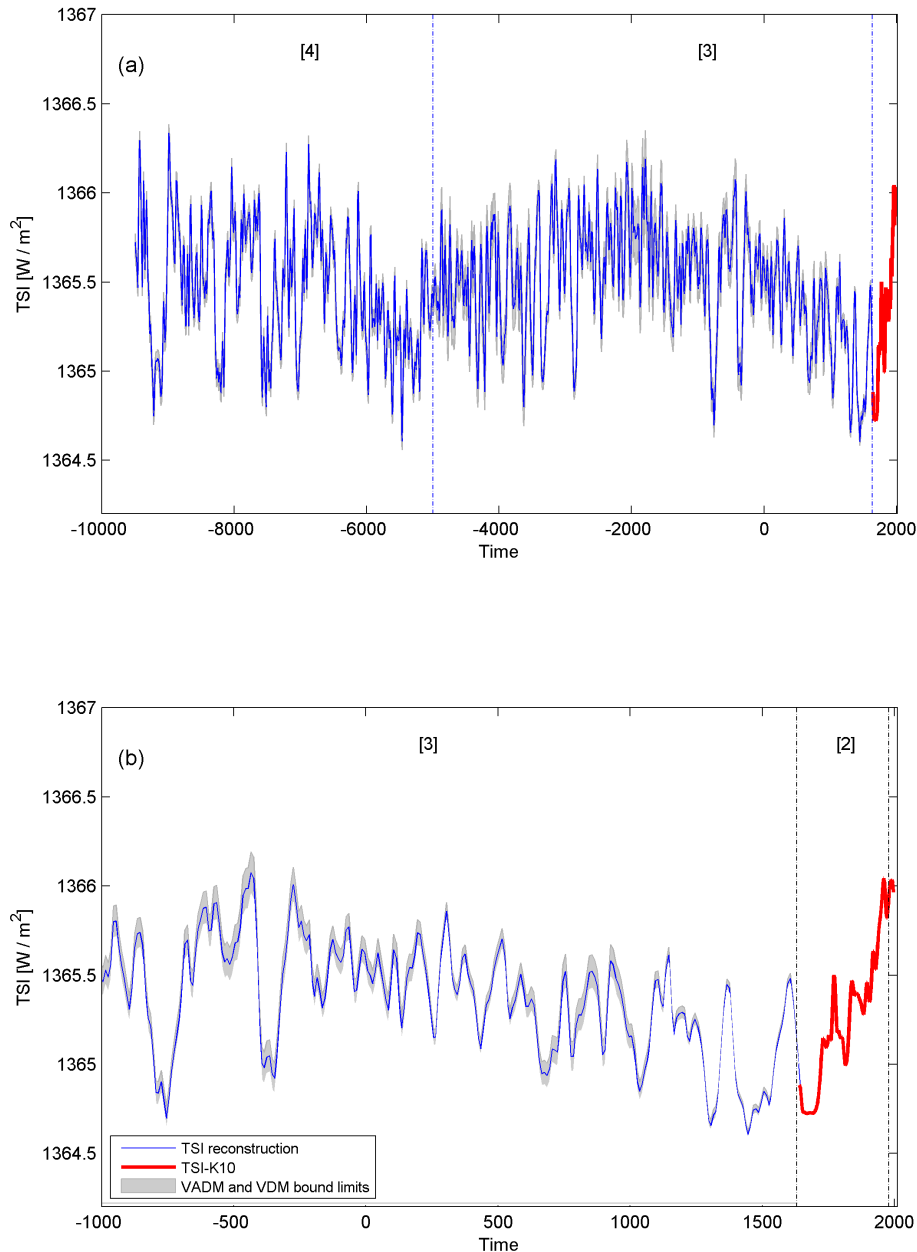 1367
1366.5
1366
1365.5
1365
1364.5
TSI [W / m²]
(a)
[4]
[3]
-10000 -8000 -6000 -4000 -2000 0 2000
Time
1367
1366.5
1366
1365.5
1365
1364.5
TSI [W / m²]
(b)
[3]
[2]
TSI reconstruction
TSI-K10
VADM and VDM bound limits
-1000 -500 0 500 1000 1500 2000
Time